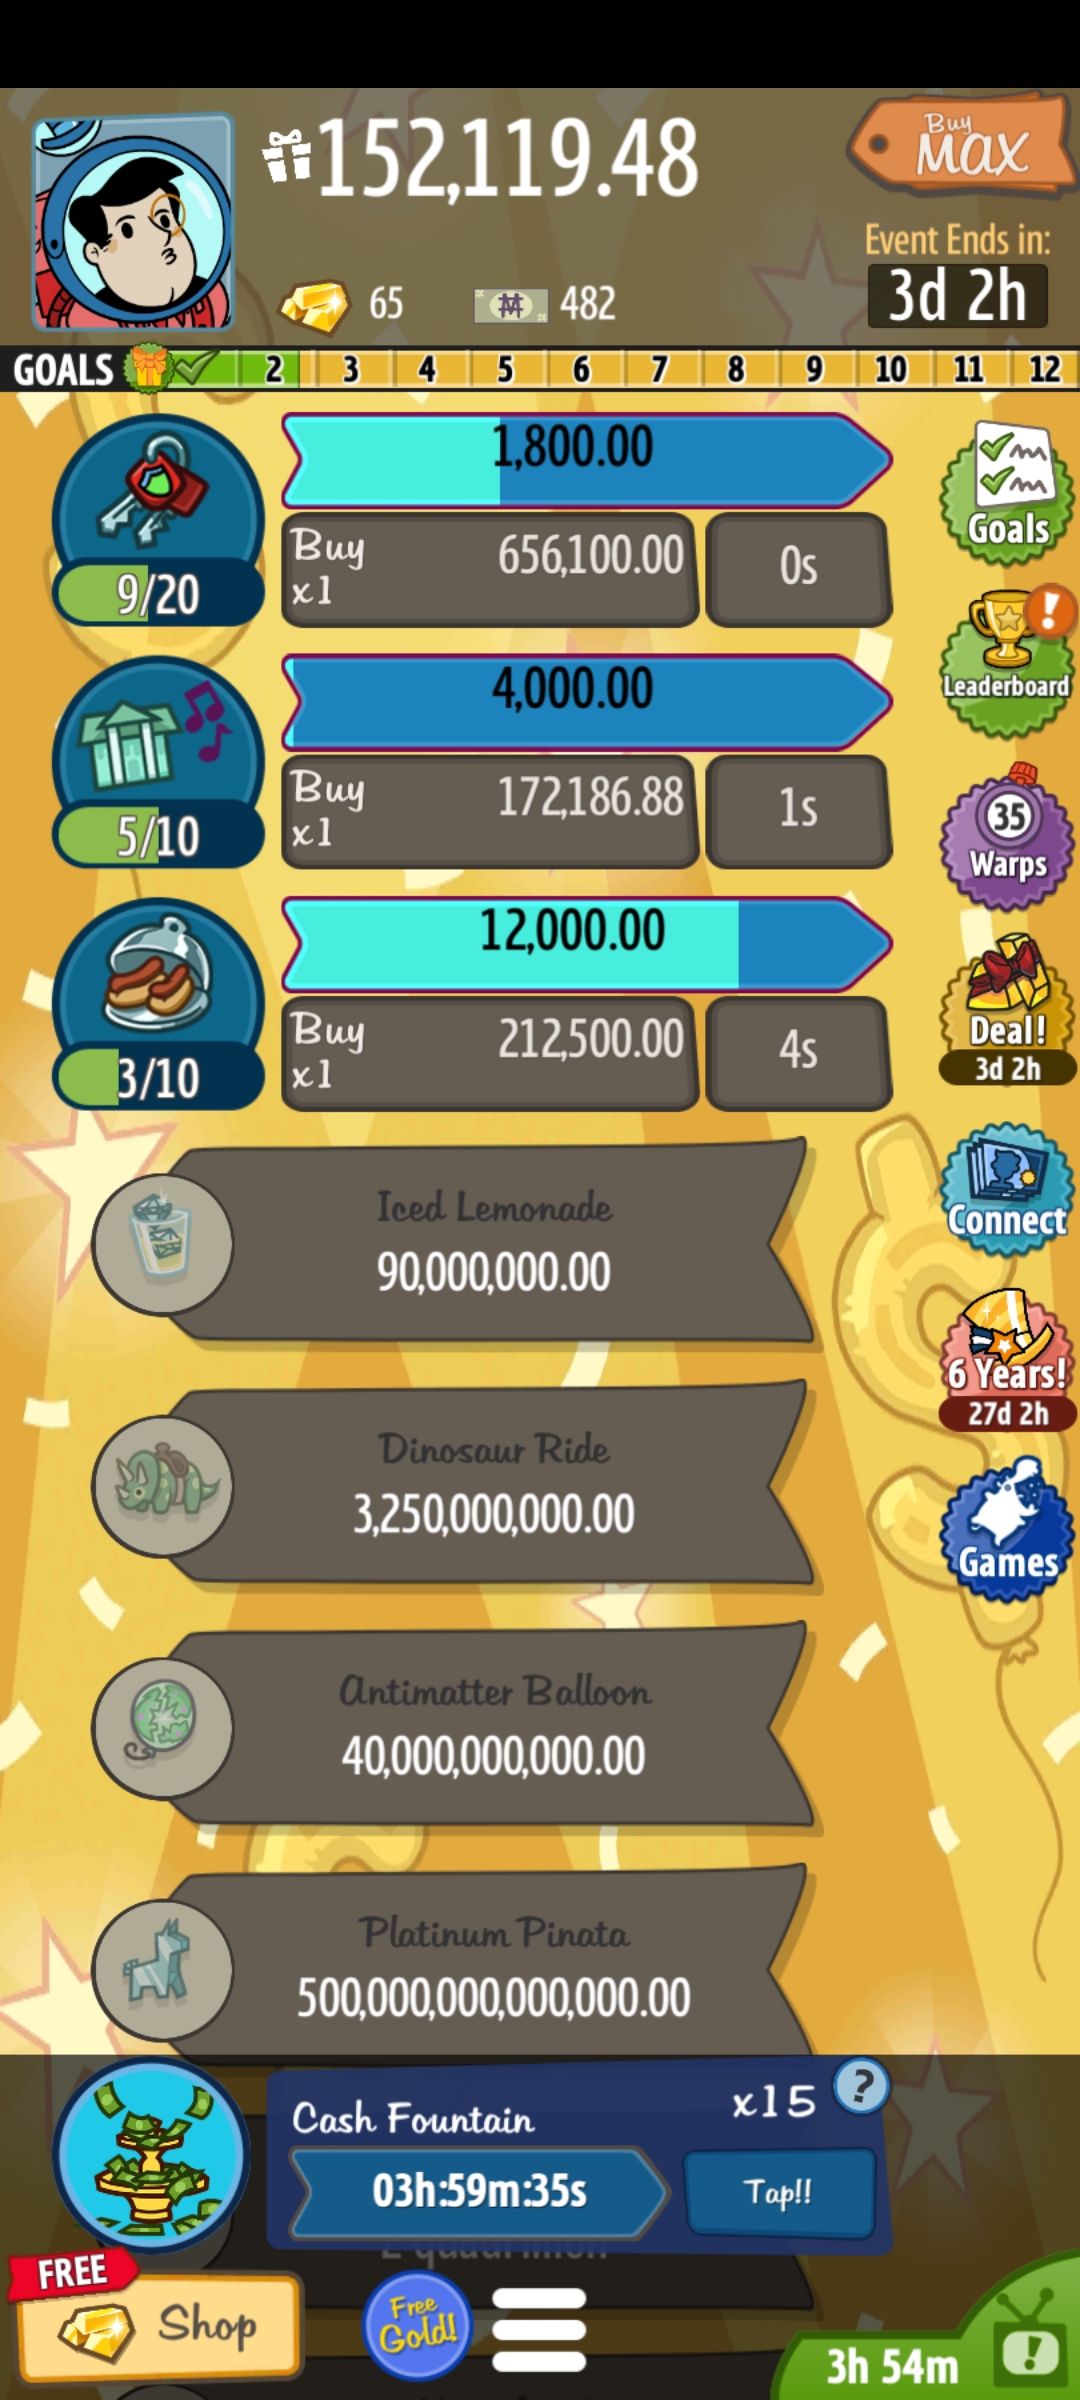 152,119.48
Buy
MAX
65
482
Event Ends in:
3d 2h
GOALS 2 3 4 5 6 7 8 9 10 11 12
1,800.00
9/20
Buy
x1
656,100.00
0s
Goals
4,000.00
Leaderboard
5/10
Buy
x1
172,186.88
1s
35
Warps
12,000.00
3/10
Buy
x1
212,500.00
4s
Deal!
3d 2h
Iced Lemonade
90,000,000.00
Connect
Dinosaur Ride
3,250,000,000.00
6 Years!
27d 2h
Games
Antimatter Balloon
40,000,000,000.00
Platinum Pinata
500,000,000,000,000.00
Cash Fountain
x15
?
03h:59m:35s
Tap!!
FREE
Shop
Free
Gold!
3h 54m